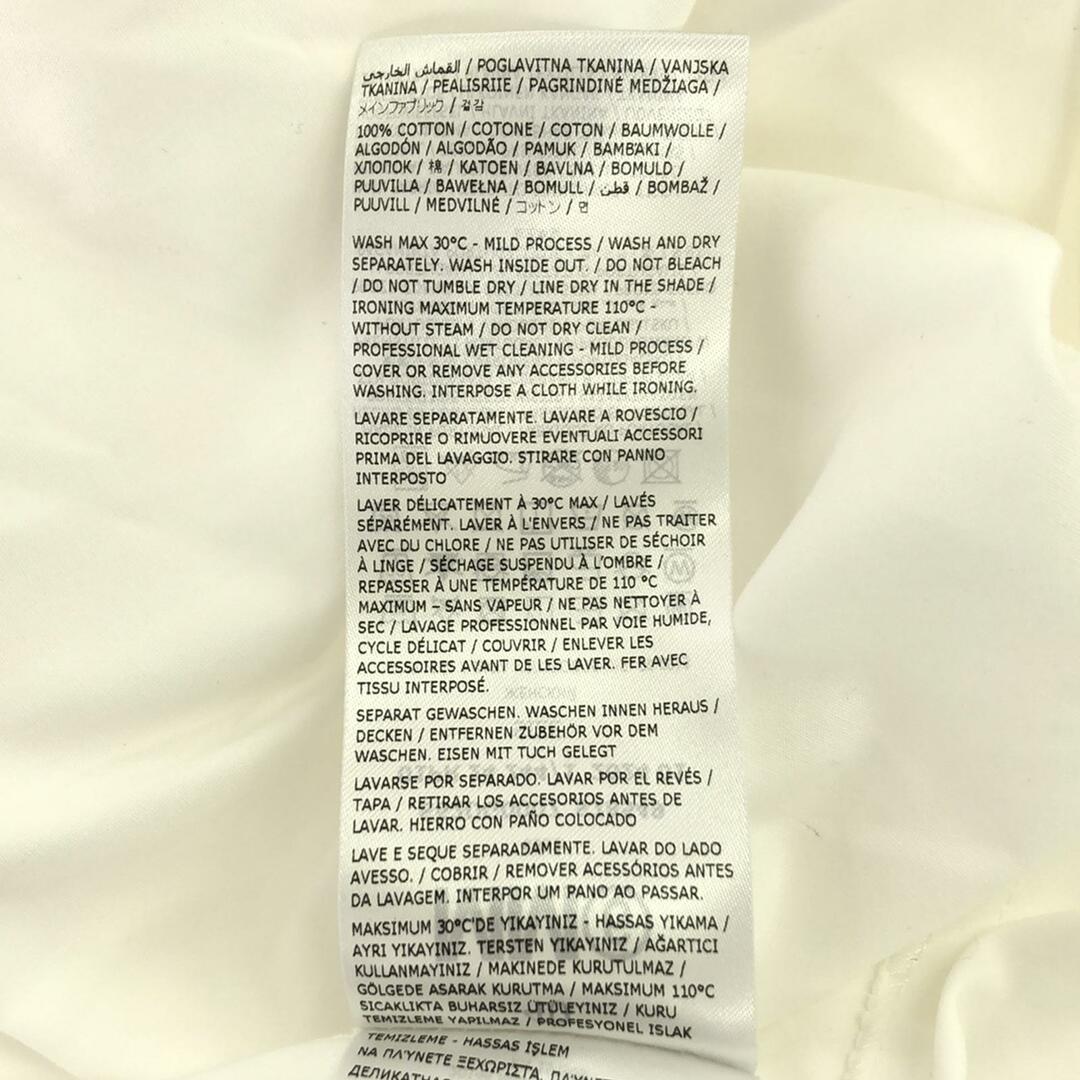 القماش الخارجي / POGLAVITNA TKANINA / VANJSKA
TKANINA / PEALISRIIE / PAGRINDINĖ MEDŽIAGA /
メインファブリック / 겉감
100% COTTON / COTONE / COTON / BAUMWOLLE /
ALGODÓN / ALGODÃO / PAMUK / BAMBAKI /
ХЛОПОК / 棉 / KATOEN / BAVLNA / BOMULD /
PUUVILLA / BAWEŁNA / BOMULL / قطن / BOMBAŽ /
PUUVILL / MEDVILNĖ / コットン / 면
WASH MAX 30°C - MILD PROCESS / WASH AND DRY
SEPARATELY. WASH INSIDE OUT. / DO NOT BLEACH
/ DO NOT TUMBLE DRY / LINE DRY IN THE SHADE /
IRONING MAXIMUM TEMPERATURE 110°C -
WITHOUT STEAM / DO NOT DRY CLEAN /
PROFESSIONAL WET CLEANING - MILD PROCESS /
COVER OR REMOVE ANY ACCESSORIES BEFORE
WASHING. INTERPOSE A CLOTH WHILE IRONING.
LAVARE SEPARATAMENTE. LAVARE A ROVESCIO /
RICOPRIRE O RIMUOVERE EVENTUALI ACCESSORI
PRIMA DEL LAVAGGIO. STIRARE CON PANNO
INTERPOSTO
LAVER DÉLICATEMENT À 30°C MAX / LAVÉS
SÉPARÉMENT. LAVER À L'ENVERS / NE PAS TRAITER
AVEC DU CHLORE / NE PAS UTILISER DE SÉCHOIR
À LINGE / SÉCHAGE SUSPENDU À L'OMBRE /
REPASSER À UNE TEMPÉRATURE DE 110 °C
MAXIMUM – SANS VAPEUR / NE PAS NETTOYER À
SEC / LAVAGE PROFESSIONNEL PAR VOIE HUMIDE,
CYCLE DÉLICAT / COUVRIR / ENLEVER LES
ACCESSOIRES AVANT DE LES LAVER. FER AVEC
TISSU INTERPOSÉ.
SEPARAT GEWASCHEN. WASCHEN INNEN HERAUS /
DECKEN / ENTFERNEN ZUBEHÖR VOR DEM
WASCHEN. EISEN MIT TUCH GELEGT
LAVARSE POR SEPARADO. LAVAR POR EL REVÉS /
TAPA / RETIRAR LOS ACCESORIOS ANTES DE
LAVAR. HIERRO CON PAÑO COLOCADO
LAVE E SEQUE SEPARADAMENTE. LAVAR DO LADO
AVESSO. / COBRIR / REMOVER ACESSÓRIOS ANTES
DA LAVAGEM. INTERPOR UM PANO AO PASSAR.
MAKSIMUM 30°C'DE YIKAYINIZ - HASSAS YIKAMA /
AYRI YIKAYINIZ. TERSTEN YIKAYINIZ / AĞARTICI
KULLANMAYINIZ / MAKINEDE KURUTULMAZ /
GÖLGEDE ASARAK KURUTMA / MAKSIMUM 110°C
SICAKLIKTA BUHARSIZ ÜTÜLEYINIZ / KURU
TEMIZLEME YAPILMAZ / PROFESYONEL ISLAK
TEMIZLEME - HASSAS İŞLEM
ΝΑ ΠΛΎΝΕΤΕ ΞΕΧΩΡΙΣΤΆ.